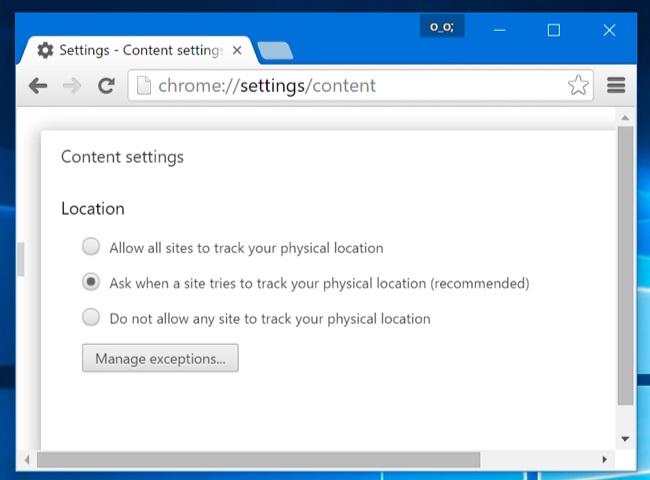 o_o;
Settings - Content settings
chrome://settings/content
Content settings
Location
Allow all sites to track your physical location
Ask when a site tries to track your physical location (recommended)
Do not allow any site to track your physical location
Manage exceptions...